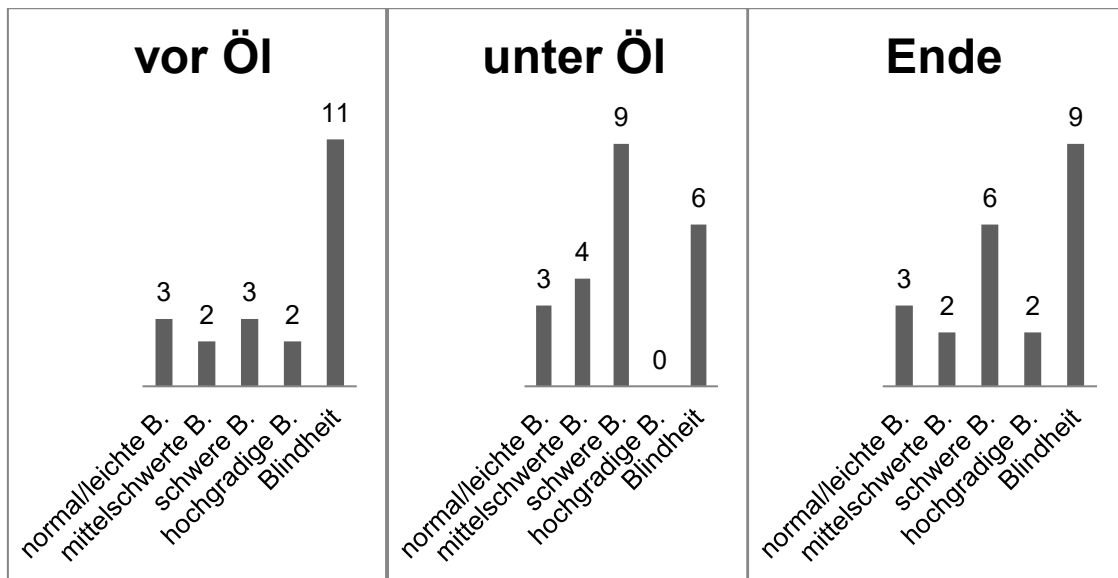 vor Öl
11
3
2
3
2
normal/leichte B.
mittelschwerte B.
schwere B.
hochgradige B.
Blindheit
unter Öl
3
4
9
0
6
normal/leichte B.
mittelschwerte B.
schwere B.
hochgradige B.
Blindheit
Ende
3
2
6
2
9
normal/leichte B.
mittelschwerte B.
schwere B.
hochgradige B.
Blindheit